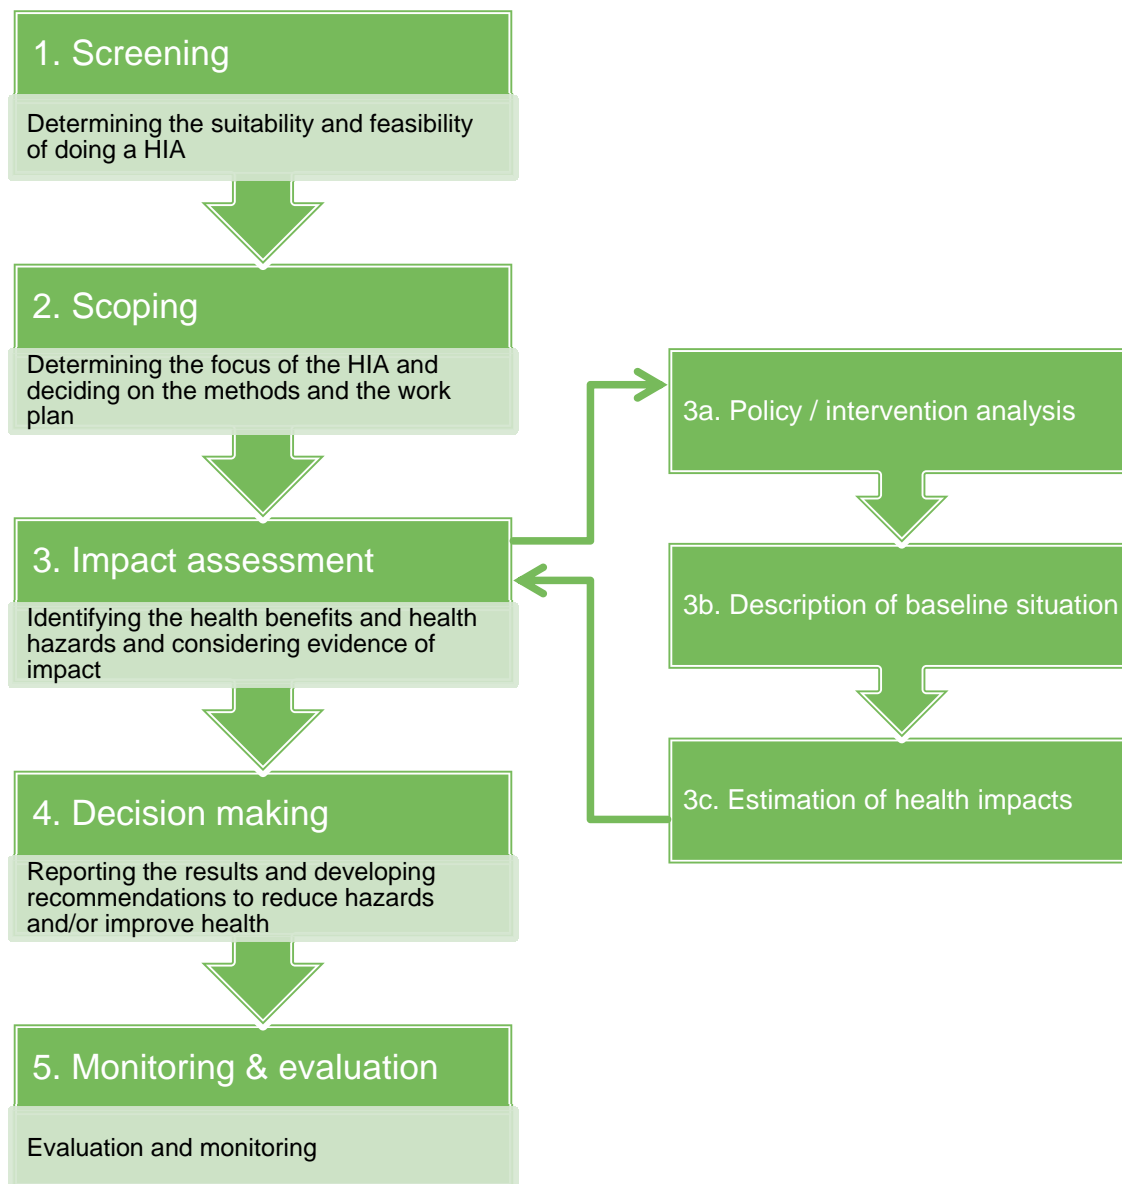 1. Screening
Determining the suitability and feasibility
of doing a HIA
2. Scoping
Determining the focus of the HIA and
deciding on the methods and the work
plan
3. Impact assessment
Identifying the health benefits and health
hazards and considering evidence of
impact
4. Decision making
Reporting the results and developing
recommendations to reduce hazards
and/or improve health
5. Monitoring & evaluation
Evaluation and monitoring
3a. Policy / intervention analysis
3b. Description of baseline situation
3c. Estimation of health impacts